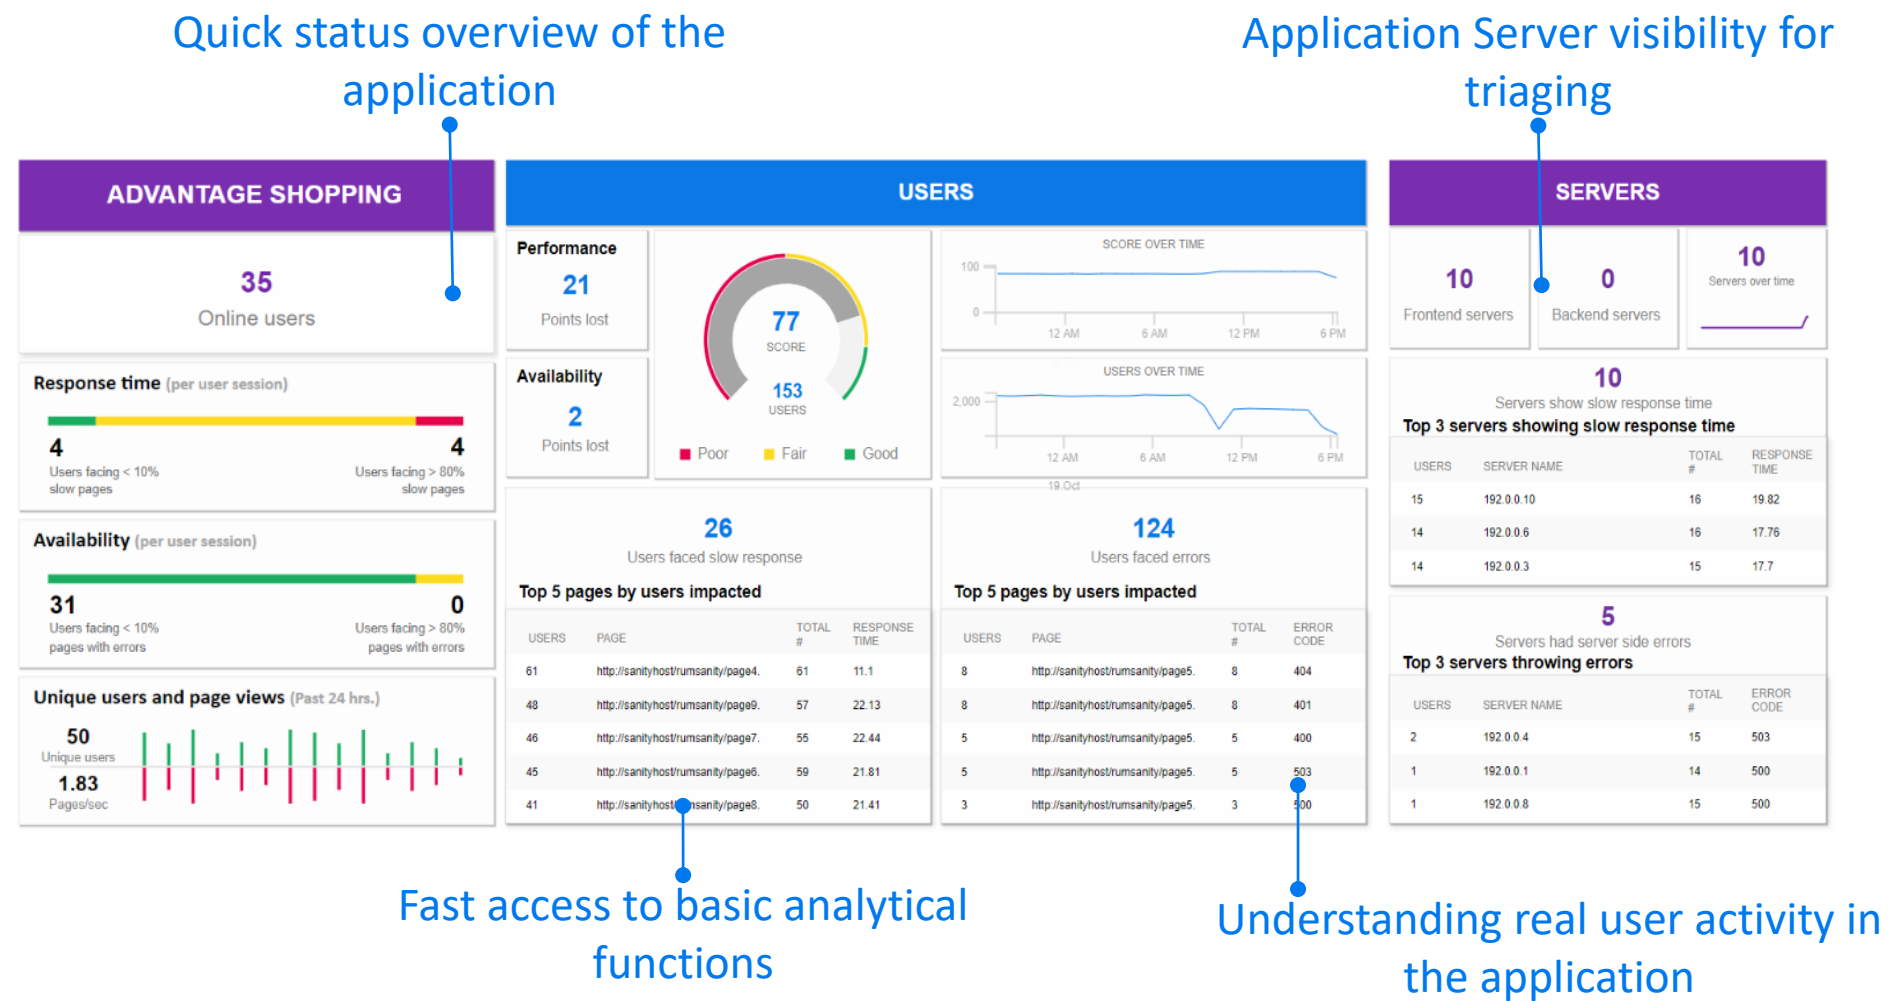 Quick status overview of the
application
Application Server visibility for
triaging
ADVANTAGE SHOPPING
35
Online users
Response time (per user session)
4
Users facing < 10%
slow pages
4
Users facing > 80%
slow pages
Availability (per user session)
31
Users facing < 10%
pages with errors
0
Users facing > 80%
pages with errors
Unique users and page views (Past 24 hrs.)
50
Unique users
1.83
Pages/sec
USERS
Performance
21
Points lost
Availability
2
Points lost
77
SCORE
153
USERS
Poor Fair Good
SCORE OVER TIME
100
0
12 AM 6 AM 12 PM 6 PM
USERS OVER TIME
2,000
12 AM 6 AM 12 PM 6 PM
19 Oct
26
Users faced slow response
Top 5 pages by users impacted
USERS PAGE TOTAL # RESPONSE TIME
61 http://sanityhost/rumsanity/page4. 61 11.1
48 http://sanityhost/rumsanity/page9. 57 22.13
46 http://sanityhost/rumsanity/page7. 55 22.44
45 http://sanityhost/rumsanity/page6. 59 21.81
41 http://sanityhost/rumsanity/page8. 50 21.41
124
Users faced errors
Top 5 pages by users impacted
USERS PAGE TOTAL # ERROR CODE
8 http://sanityhost/rumsanity/page5. 8 404
8 http://sanityhost/rumsanity/page5. 8 401
5 http://sanityhost/rumsanity/page5. 5 400
5 http://sanityhost/rumsanity/page5. 5 503
3 http://sanityhost/rumsanity/page5. 3 500
SERVERS
10
Frontend servers
0
Backend servers
10
Servers over time
10
Servers show slow response time
Top 3 servers showing slow response time
USERS SERVER NAME TOTAL # RESPONSE TIME
15 192.0.0.10 16 19.82
14 192.0.0.6 16 17.76
14 192.0.0.3 15 17.7
5
Servers had server side errors
Top 3 servers throwing errors
USERS SERVER NAME TOTAL # ERROR CODE
2 192.0.0.4 15 503
1 192.0.0.1 14 500
1 192.0.0.8 15 500
Fast access to basic analytical
functions
Understanding real user activity in
the application